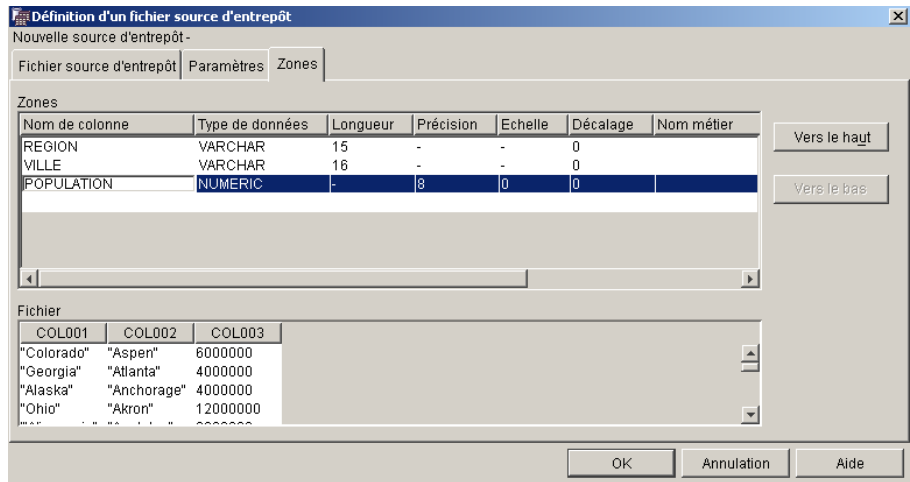 Définition d'un fichier source d'entrepôt
Nouvelle source d'entrepôt -
Fichier source d'entrepôt Paramètres Zones
Zones
Nom de colonne Type de données Longueur Précision Echelle Décalage Nom métier
REGION VARCHAR 15 - - 0
VILLE VARCHAR 16 - - 0
POPULATION NUMERIC - 8 0 0
Vers le haut
Vers le bas
Fichier
COL001 COL002 COL003
"Colorado" "Aspen" 6000000
"Georgia" "Atlanta" 4000000
"Alaska" "Anchorage" 4000000
"Ohio" "Akron" 12000000
OK Annulation Aide